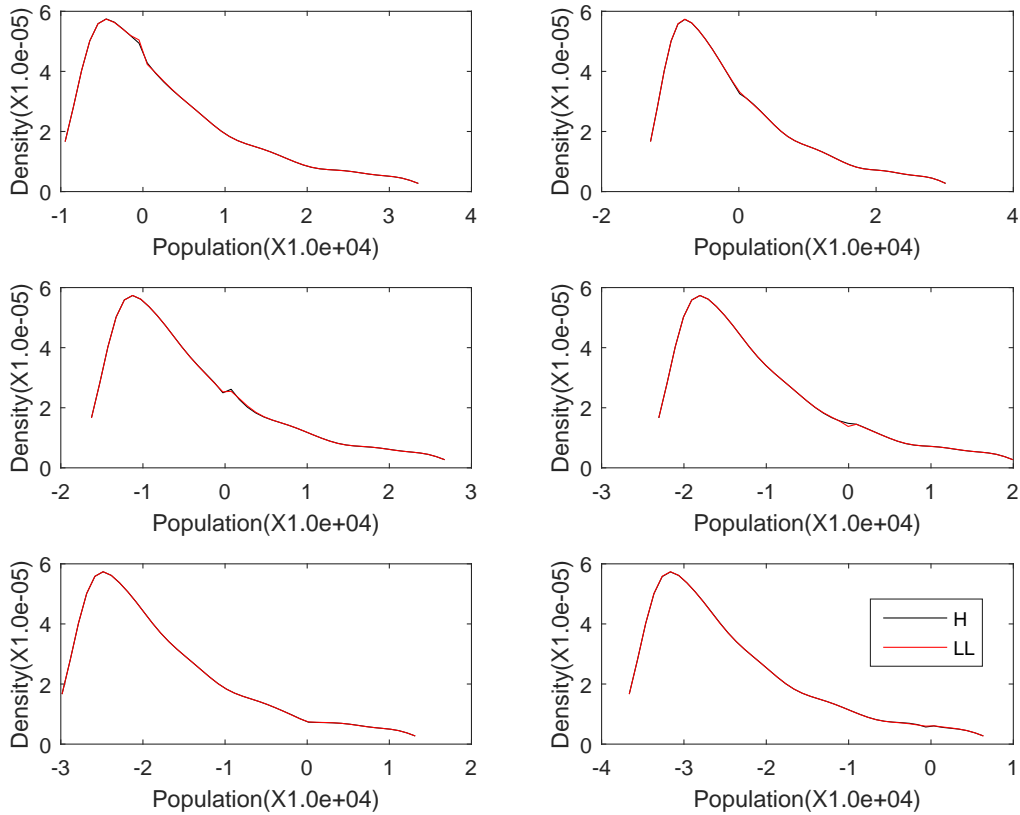 Density(X1.0e-05)
6
4
2
0
-1 0 1 2 3 4
Population(X1.0e+04)
Density(X1.0e-05)
6
4
2
0
-2 0 2 4
Population(X1.0e+04)
Density(X1.0e-05)
6
4
2
0
-2 -1 0 1 2 3
Population(X1.0e+04)
Density(X1.0e-05)
6
4
2
0
-3 -2 -1 0 1 2
Population(X1.0e+04)
Density(X1.0e-05)
6
4
2
0
-3 -2 -1 0 1 2
Population(X1.0e+04)
Density(X1.0e-05)
6
4
2
0
H
LL
-4 -3 -2 -1 0 1
Population(X1.0e+04)